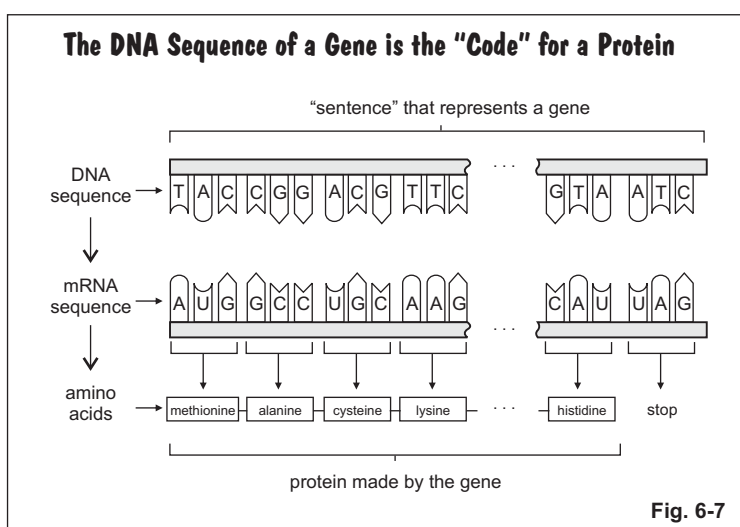 The DNA Sequence of a Gene is the "Code" for a Protein
"sentence" that represents a gene
DNA
sequence
T A C C G G A C G T T C . . . G T A A T C
mRNA
sequence
A U G G C C U G C A A G . . . C A U U A G
amino
acids
methionine alanine cysteine lysine . . . histidine stop
protein made by the gene
Fig. 6-7